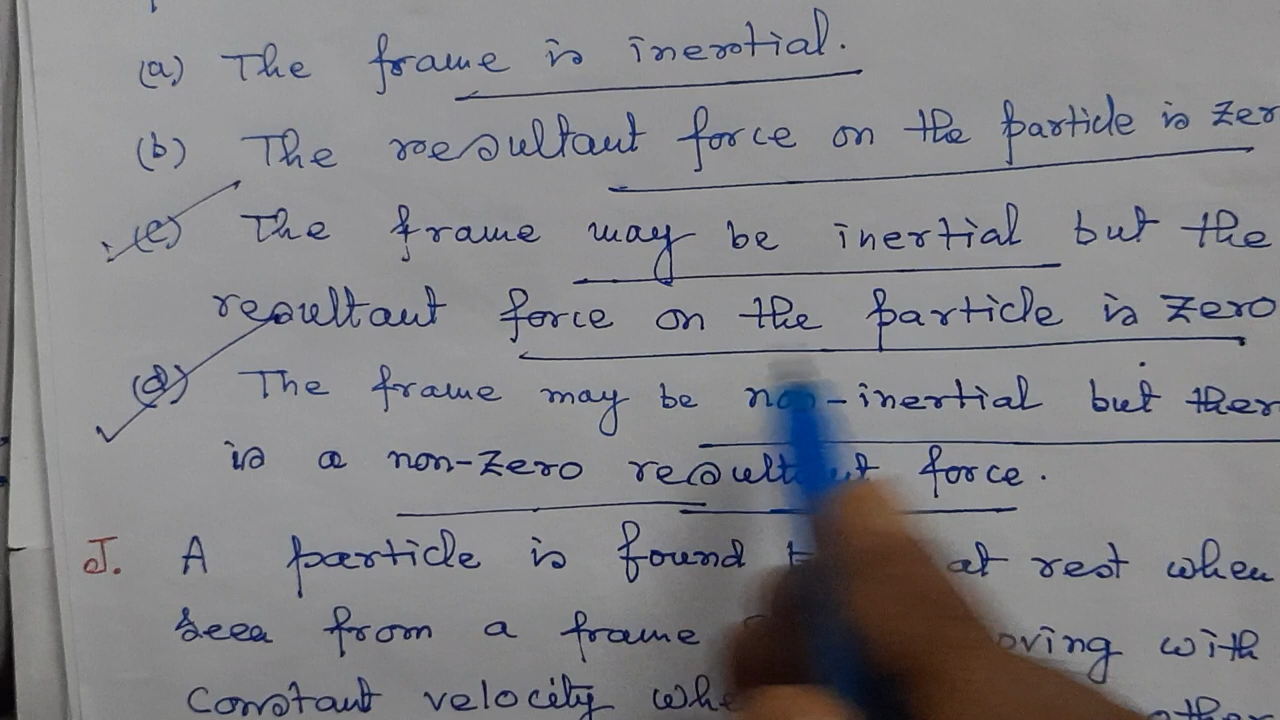 (a) The frame is inertial.
(b) The resultant force on the particle is zer
(c) The frame may be inertial but the
resultant force on the particle is zero
(d) The frame may be non-inertial but ther
is a non-zero resultant force.
J. A particle is found at rest when
seen from a frame oving with
constant velocity whe